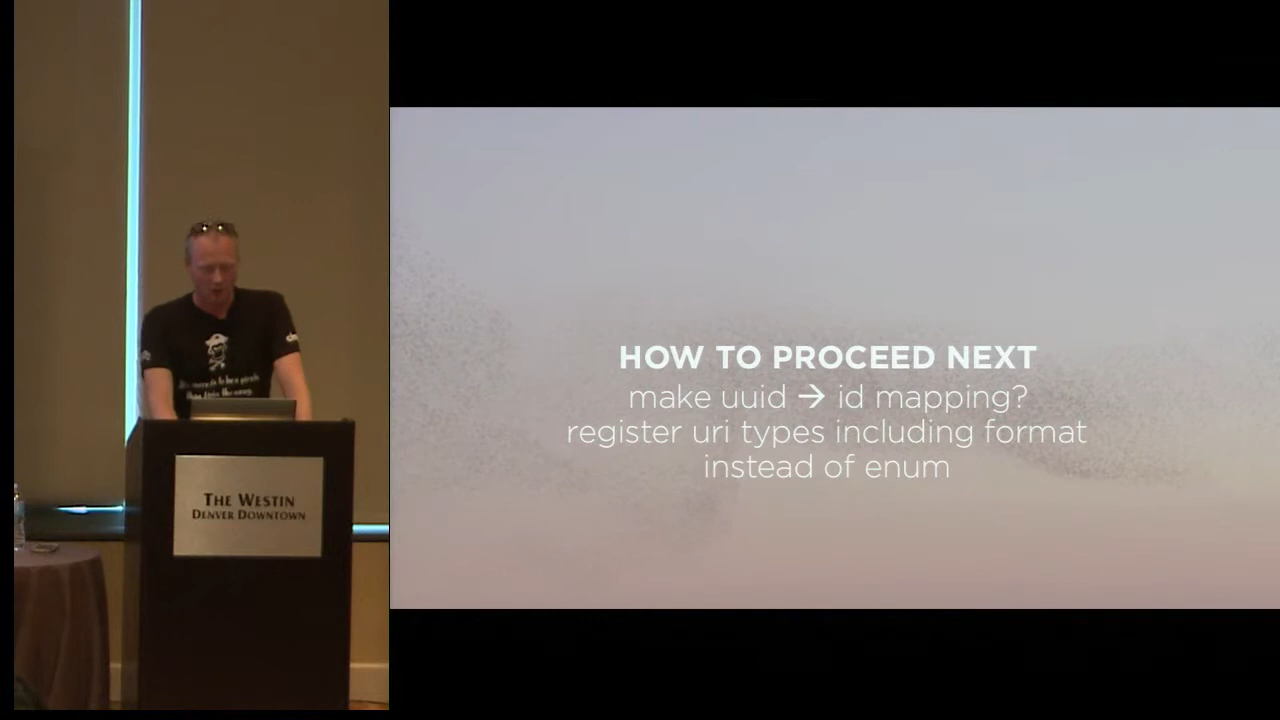 THE WESTIN
DENVER DOWNTOWN
HOW TO PROCEED NEXT
make uuid → id mapping?
register uri types including format
instead of enum